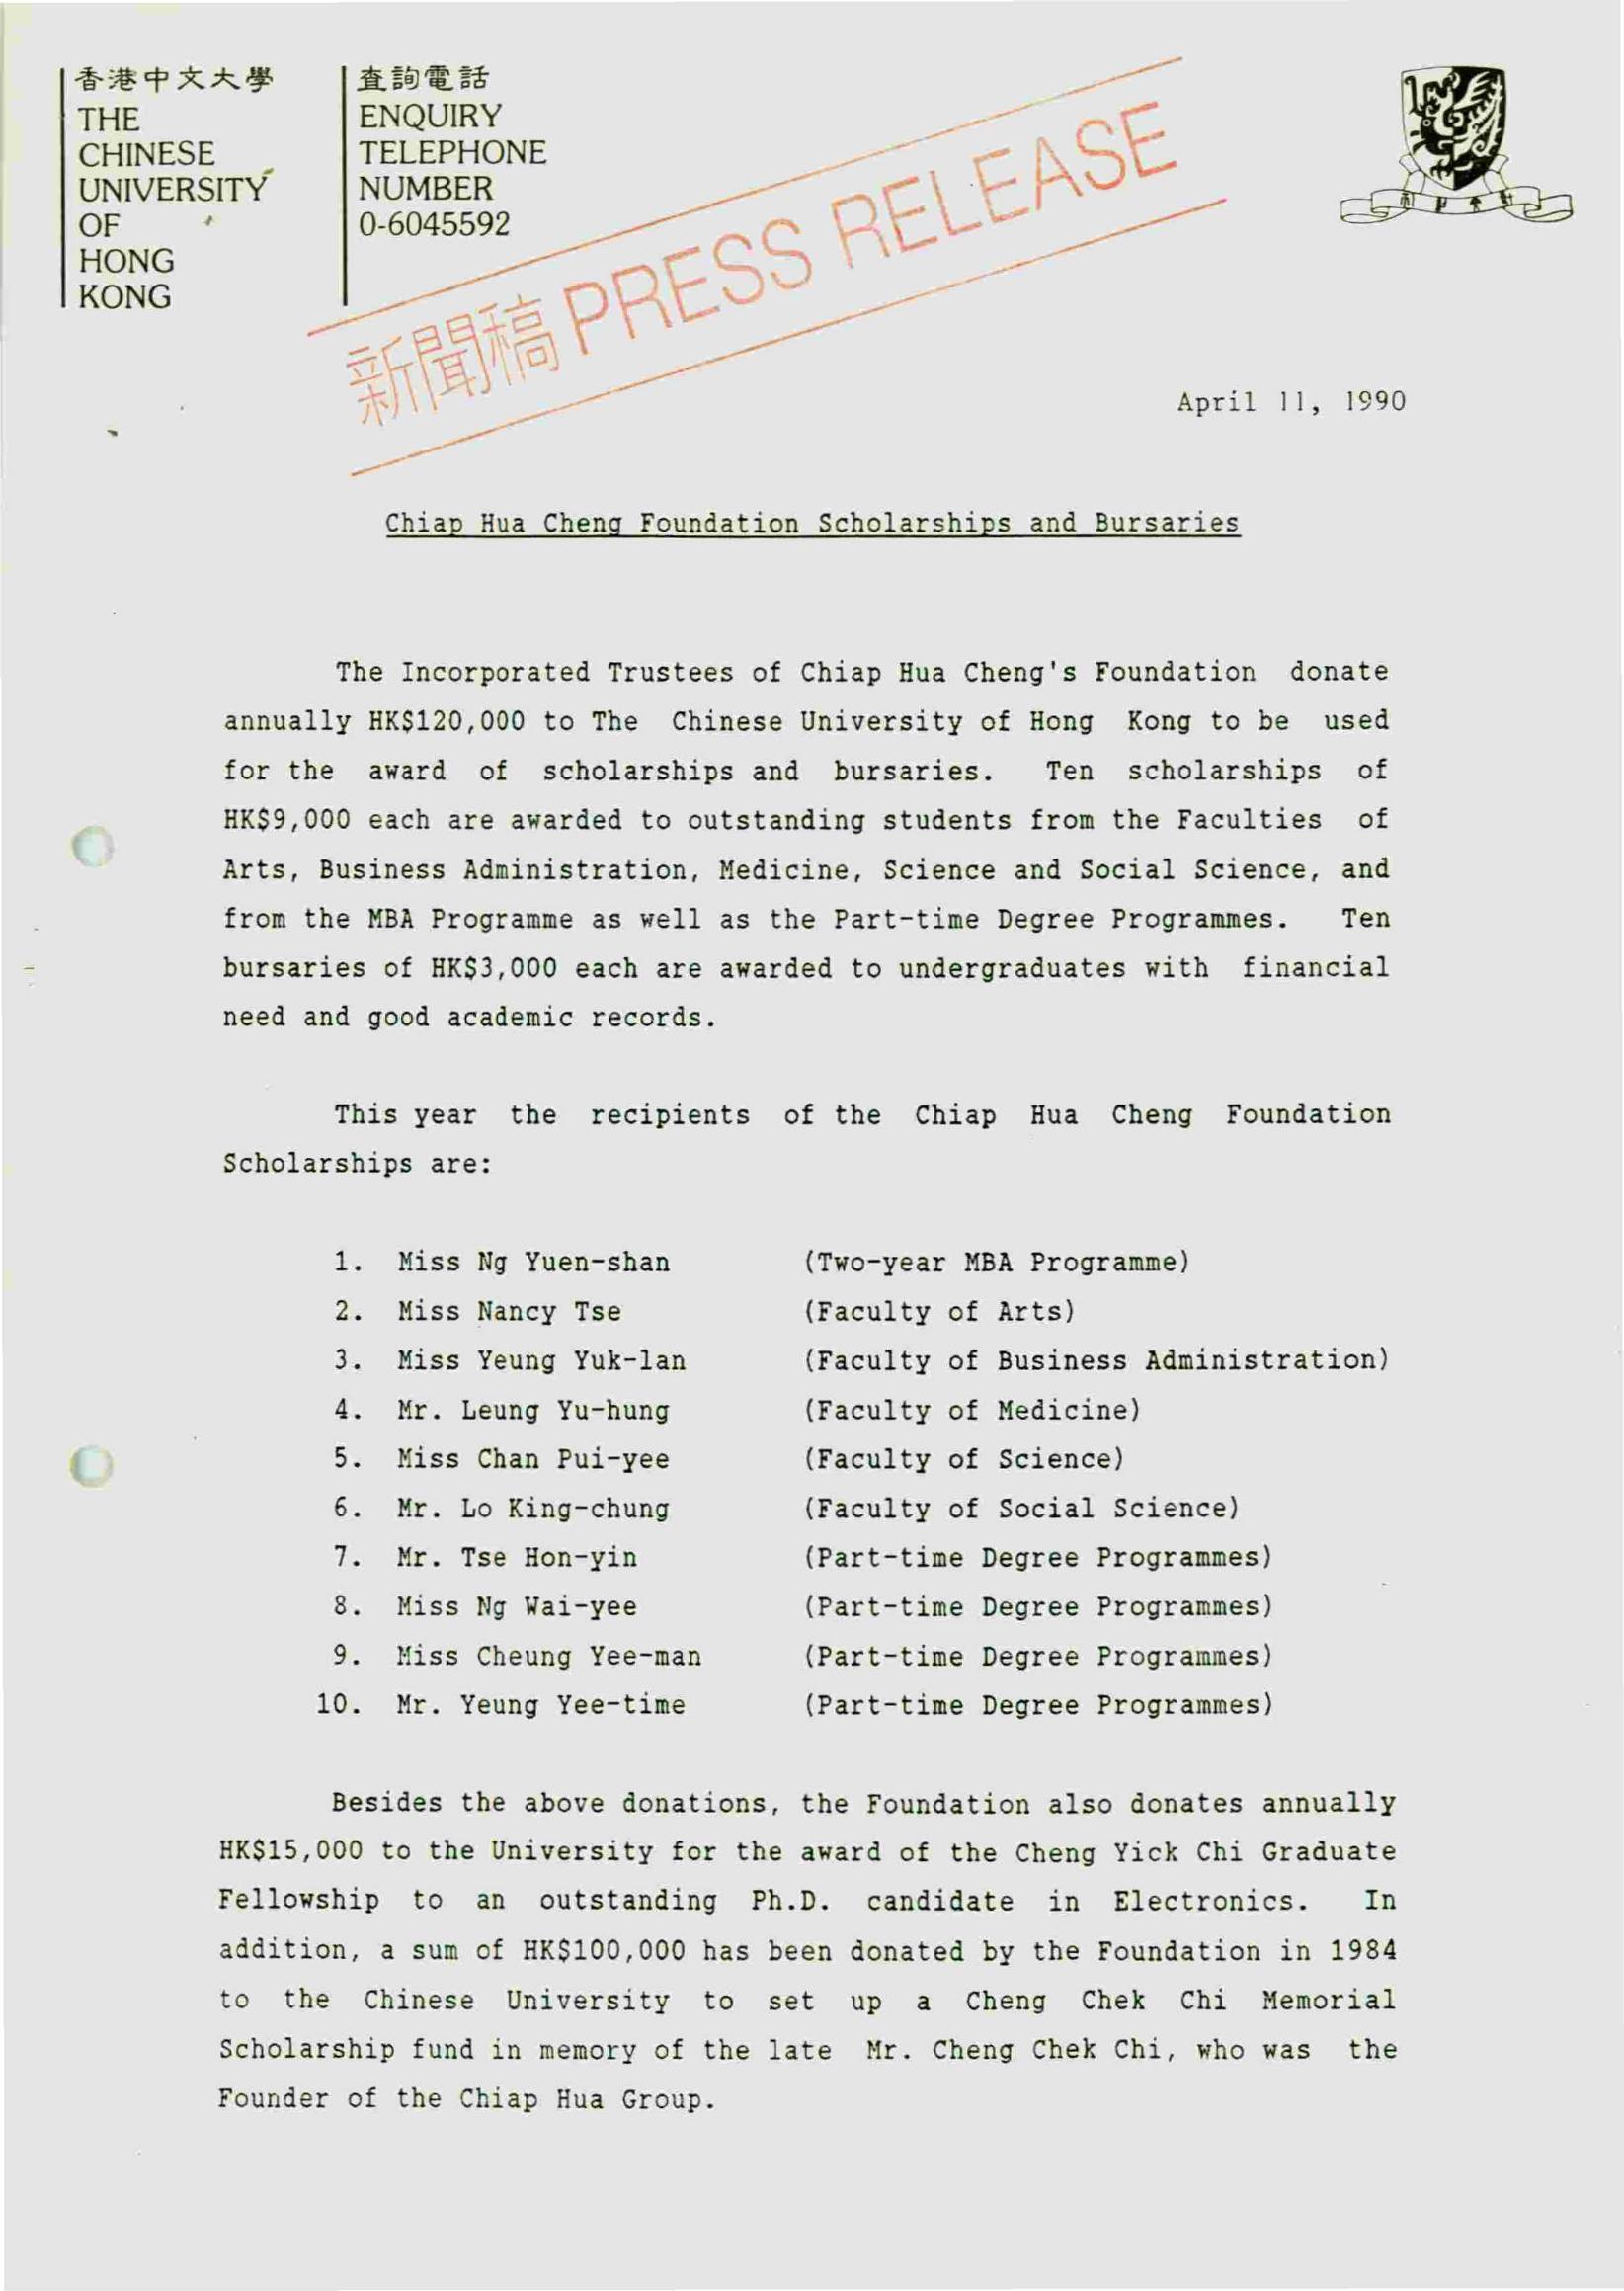 香港中文大學
THE
CHINESE
UNIVERSITY
OF
HONG
KONG
查詢電話
ENQUIRY
TELEPHONE
NUMBER
0-6045592
新聞稿 PRESS RELEASE
April 11, 1990
Chiap Hua Cheng Foundation Scholarships and Bursaries
The Incorporated Trustees of Chiap Hua Cheng's Foundation donate
annually HK$120,000 to The Chinese University of Hong Kong to be used
for the award of scholarships and bursaries. Ten scholarships of
HK$9,000 each are awarded to outstanding students from the Faculties of
Arts, Business Administration, Medicine, Science and Social Science, and
from the MBA Programme as well as the Part-time Degree Programmes. Ten
bursaries of HK$3,000 each are awarded to undergraduates with financial
need and good academic records.
This year the recipients of the Chiap Hua Cheng Foundation
Scholarships are:
1. Miss Ng Yuen-shan (Two-year MBA Programme)
2. Miss Nancy Tse (Faculty of Arts)
3. Miss Yeung Yuk-lan (Faculty of Business Administration)
4. Mr. Leung Yu-hung (Faculty of Medicine)
5. Miss Chan Pui-yee (Faculty of Science)
6. Mr. Lo King-chung (Faculty of Social Science)
7. Mr. Tse Hon-yin (Part-time Degree Programmes)
8. Miss Ng Wai-yee (Part-time Degree Programmes)
9. Miss Cheung Yee-man (Part-time Degree Programmes)
10. Mr. Yeung Yee-time (Part-time Degree Programmes)
Besides the above donations, the Foundation also donates annually
HK$15,000 to the University for the award of the Cheng Yick Chi Graduate
Fellowship to an outstanding Ph.D. candidate in Electronics. In
addition, a sum of HK$100,000 has been donated by the Foundation in 1984
to the Chinese University to set up a Cheng Chek Chi Memorial
Scholarship fund in memory of the late Mr. Cheng Chek Chi, who was the
Founder of the Chiap Hua Group.